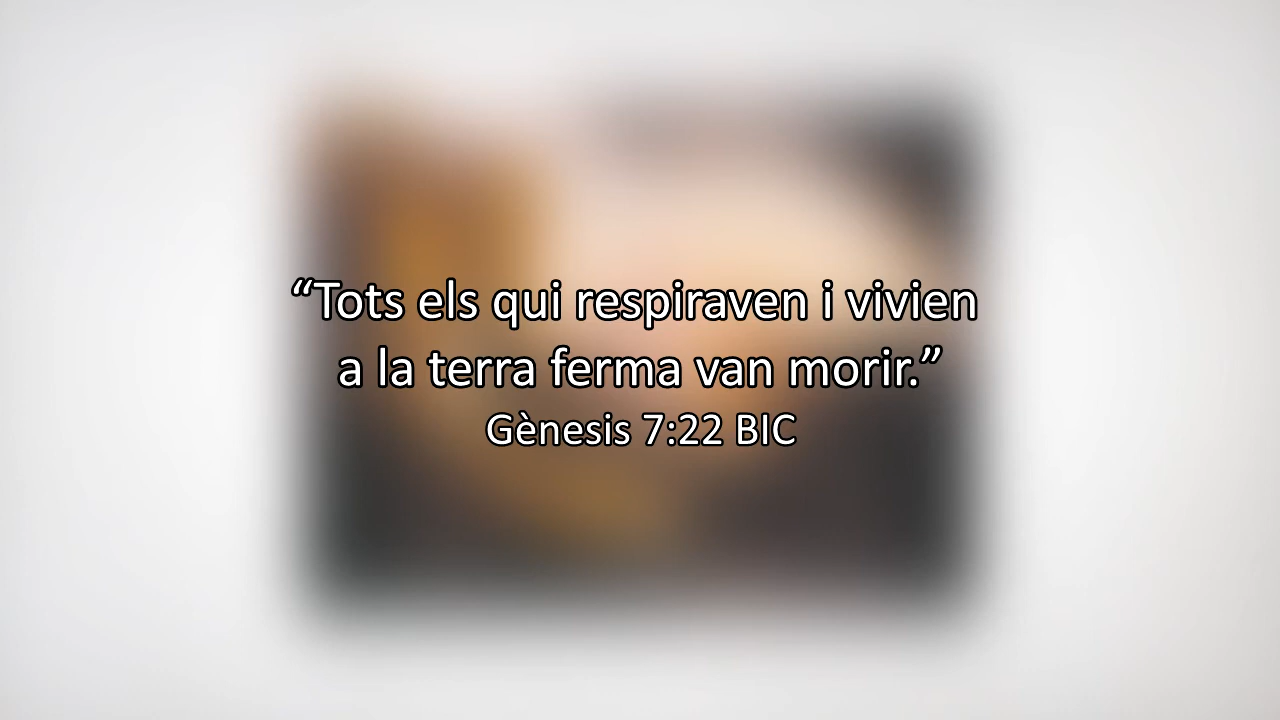 “Tots els qui respiraven i vivien
a la terra ferma van morir.”
Gènesis 7:22 BIC